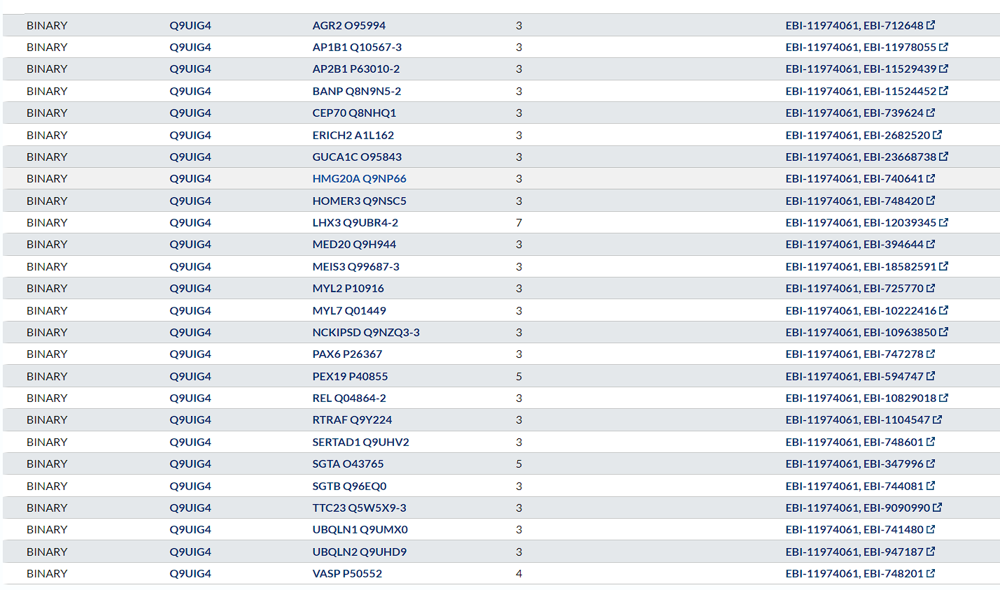 BINARY Q9UIG4 AGR2 O95994 3 EBI-11974061, EBI-712648
BINARY Q9UIG4 AP1B1 Q10567-3 3 EBI-11974061, EBI-11978055
BINARY Q9UIG4 AP2B1 P63010-2 3 EBI-11974061, EBI-11529439
BINARY Q9UIG4 BANP Q8N9N5-2 3 EBI-11974061, EBI-11524452
BINARY Q9UIG4 CEP70 Q8NHQ1 3 EBI-11974061, EBI-739624
BINARY Q9UIG4 ERICH2 A1L162 3 EBI-11974061, EBI-2682520
BINARY Q9UIG4 GUCA1C O95843 3 EBI-11974061, EBI-23668738
BINARY Q9UIG4 HMG20A Q9NP66 3 EBI-11974061, EBI-740641
BINARY Q9UIG4 HOMER3 Q9NSC5 3 EBI-11974061, EBI-748420
BINARY Q9UIG4 LHX3 Q9UBR4-2 7 EBI-11974061, EBI-12039345
BINARY Q9UIG4 MED20 Q9H944 3 EBI-11974061, EBI-394644
BINARY Q9UIG4 MEIS3 Q99687-3 3 EBI-11974061, EBI-18582591
BINARY Q9UIG4 MYL2 P10916 3 EBI-11974061, EBI-725770
BINARY Q9UIG4 MYL7 Q01449 3 EBI-11974061, EBI-10222416
BINARY Q9UIG4 NCKIPSD Q9NZQ3-3 3 EBI-11974061, EBI-10963850
BINARY Q9UIG4 PAX6 P26367 3 EBI-11974061, EBI-747278
BINARY Q9UIG4 PEX19 P40855 5 EBI-11974061, EBI-594747
BINARY Q9UIG4 REL Q04864-2 3 EBI-11974061, EBI-10829018
BINARY Q9UIG4 RTRAF Q9Y224 3 EBI-11974061, EBI-1104547
BINARY Q9UIG4 SERTAD1 Q9UHV2 3 EBI-11974061, EBI-748601
BINARY Q9UIG4 SGTA O43765 5 EBI-11974061, EBI-347996
BINARY Q9UIG4 SGTB Q96EQ0 3 EBI-11974061, EBI-744081
BINARY Q9UIG4 TTC23 Q5W5X9-3 3 EBI-11974061, EBI-9090990
BINARY Q9UIG4 UBQLN1 Q9UMX0 3 EBI-11974061, EBI-741480
BINARY Q9UIG4 UBQLN2 Q9UHD9 3 EBI-11974061, EBI-947187
BINARY Q9UIG4 VASP P50552 4 EBI-11974061, EBI-748201